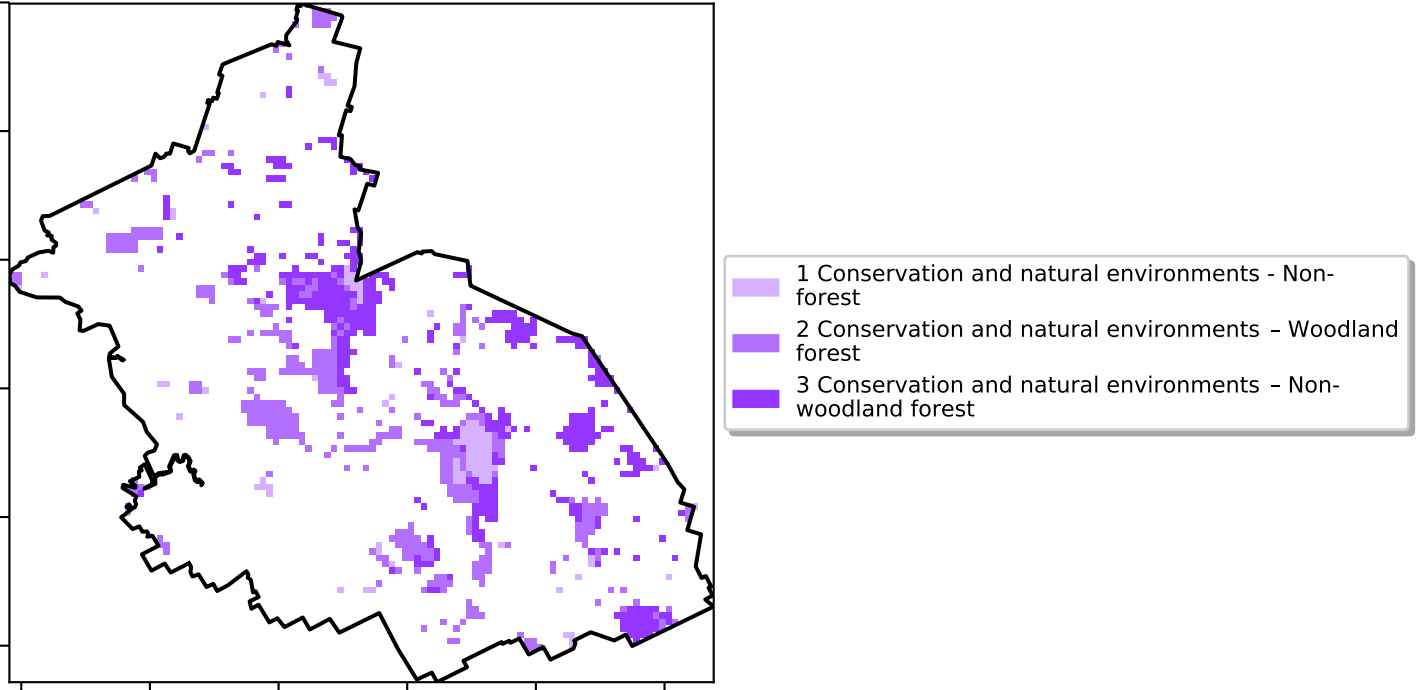 1 Conservation and natural environments - Non-
forest
2 Conservation and natural environments – Woodland
forest
3 Conservation and natural environments – Non-
woodland forest